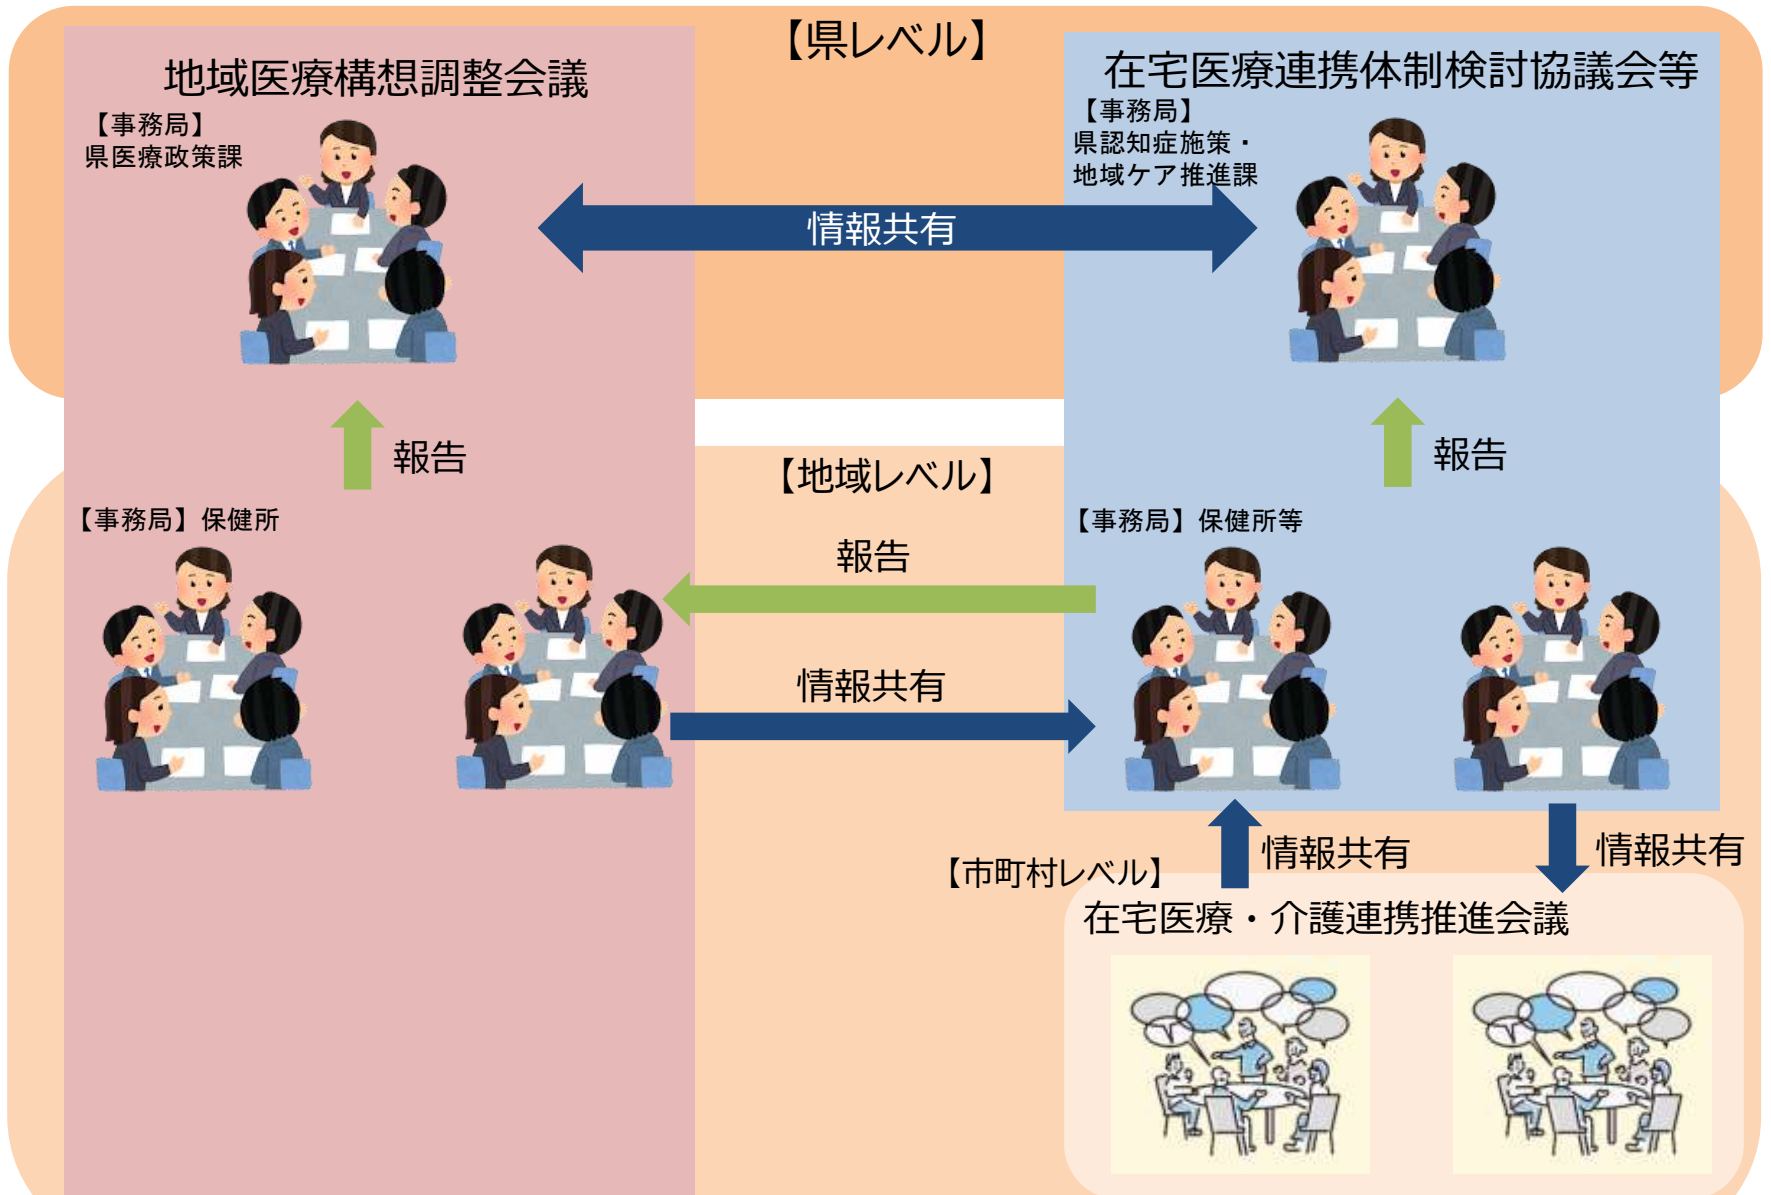 【県レベル】
地域医療構想調整会議
【事務局】
県医療政策課
在宅医療連携体制検討協議会等
【事務局】
県認知症施策・
地域ケア推進課
情報共有
報告
報告
【地域レベル】
【事務局】保健所
【事務局】保健所等
報告
情報共有
情報共有
情報共有
【市町村レベル】
在宅医療・介護連携推進会議